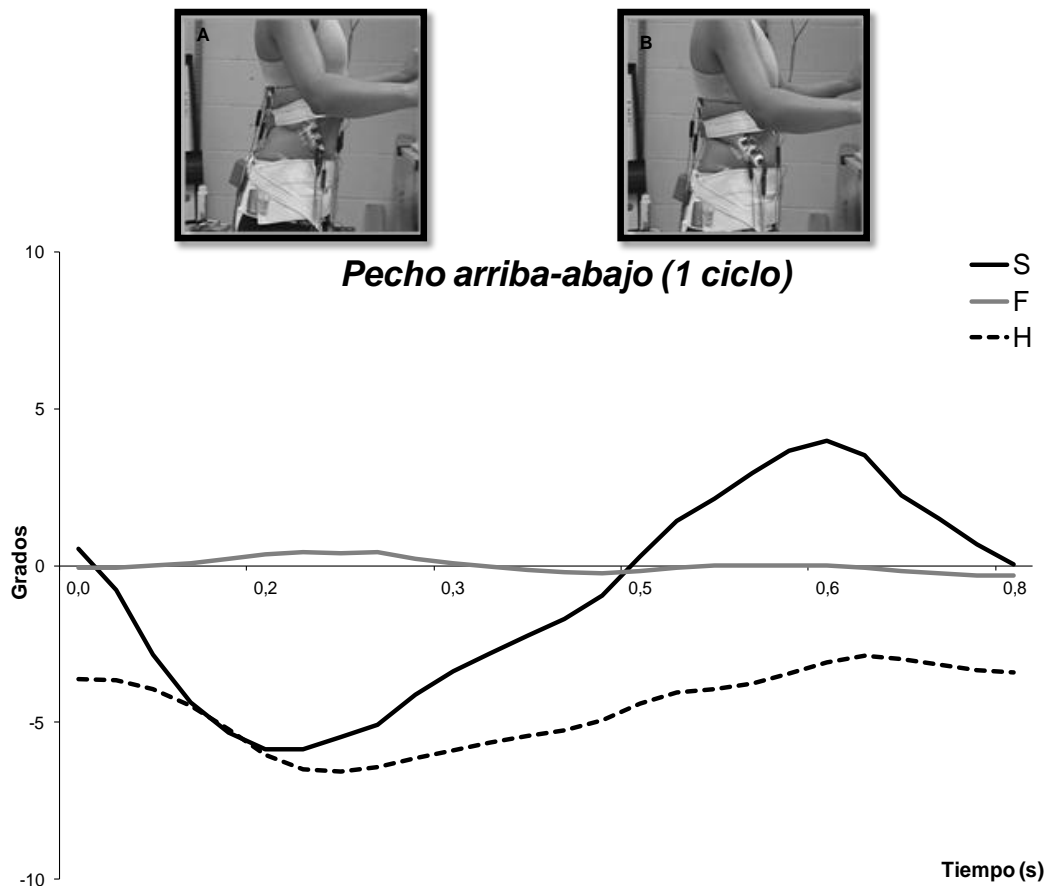 A
B
Pecho arriba-abajo (1 ciclo)
S
F
H
10
5
0
-5
-10
Grados
0,0
0,2
0,3
0,5
0,6
0,8
Tiempo (s)